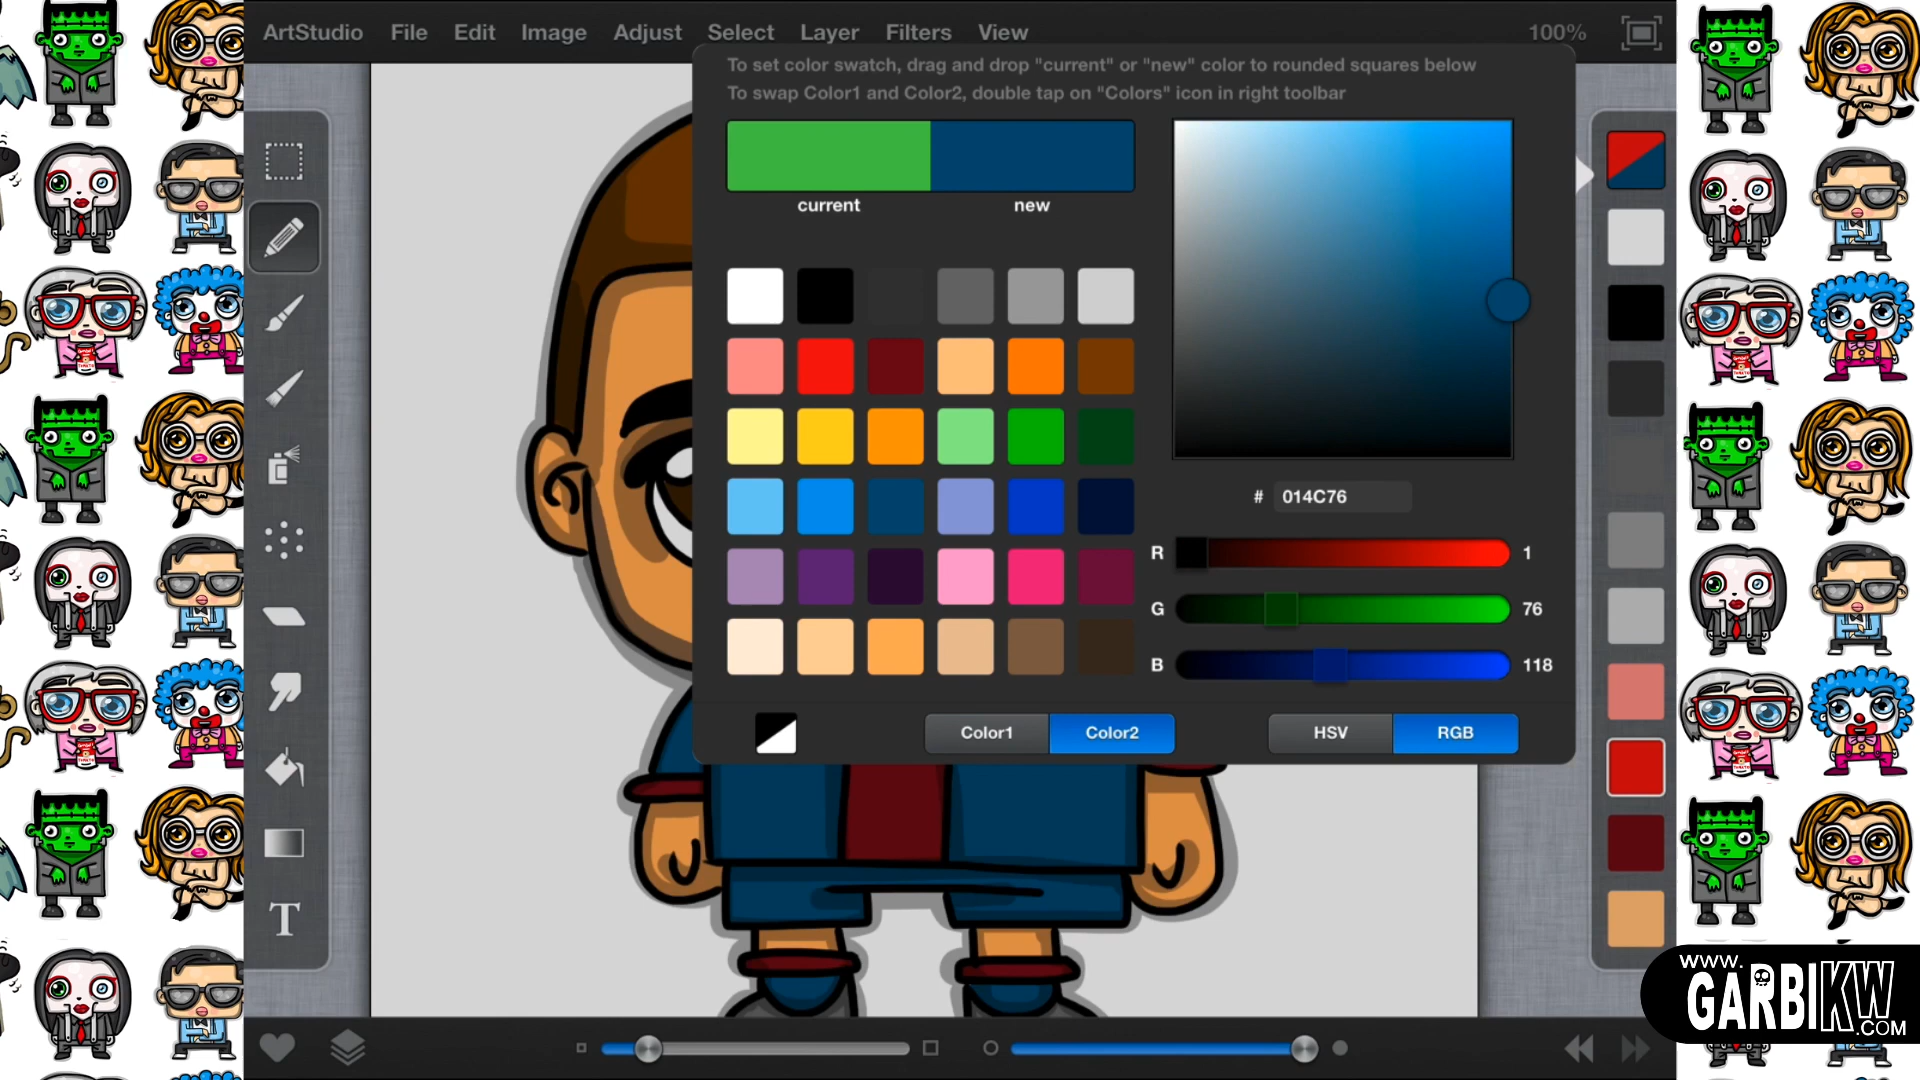 ArtStudio File Edit Image Adjust Select Layer Filters View 100%
To set color swatch, drag and drop "current" or "new" color to rounded squares below
To swap Color1 and Color2, double tap on "Colors" icon in right toolbar
current new
# 014C76
R 1
G 76
B 118
Color1 Color2 HSV RGB
T
WWW.
GARBIKW
.COM